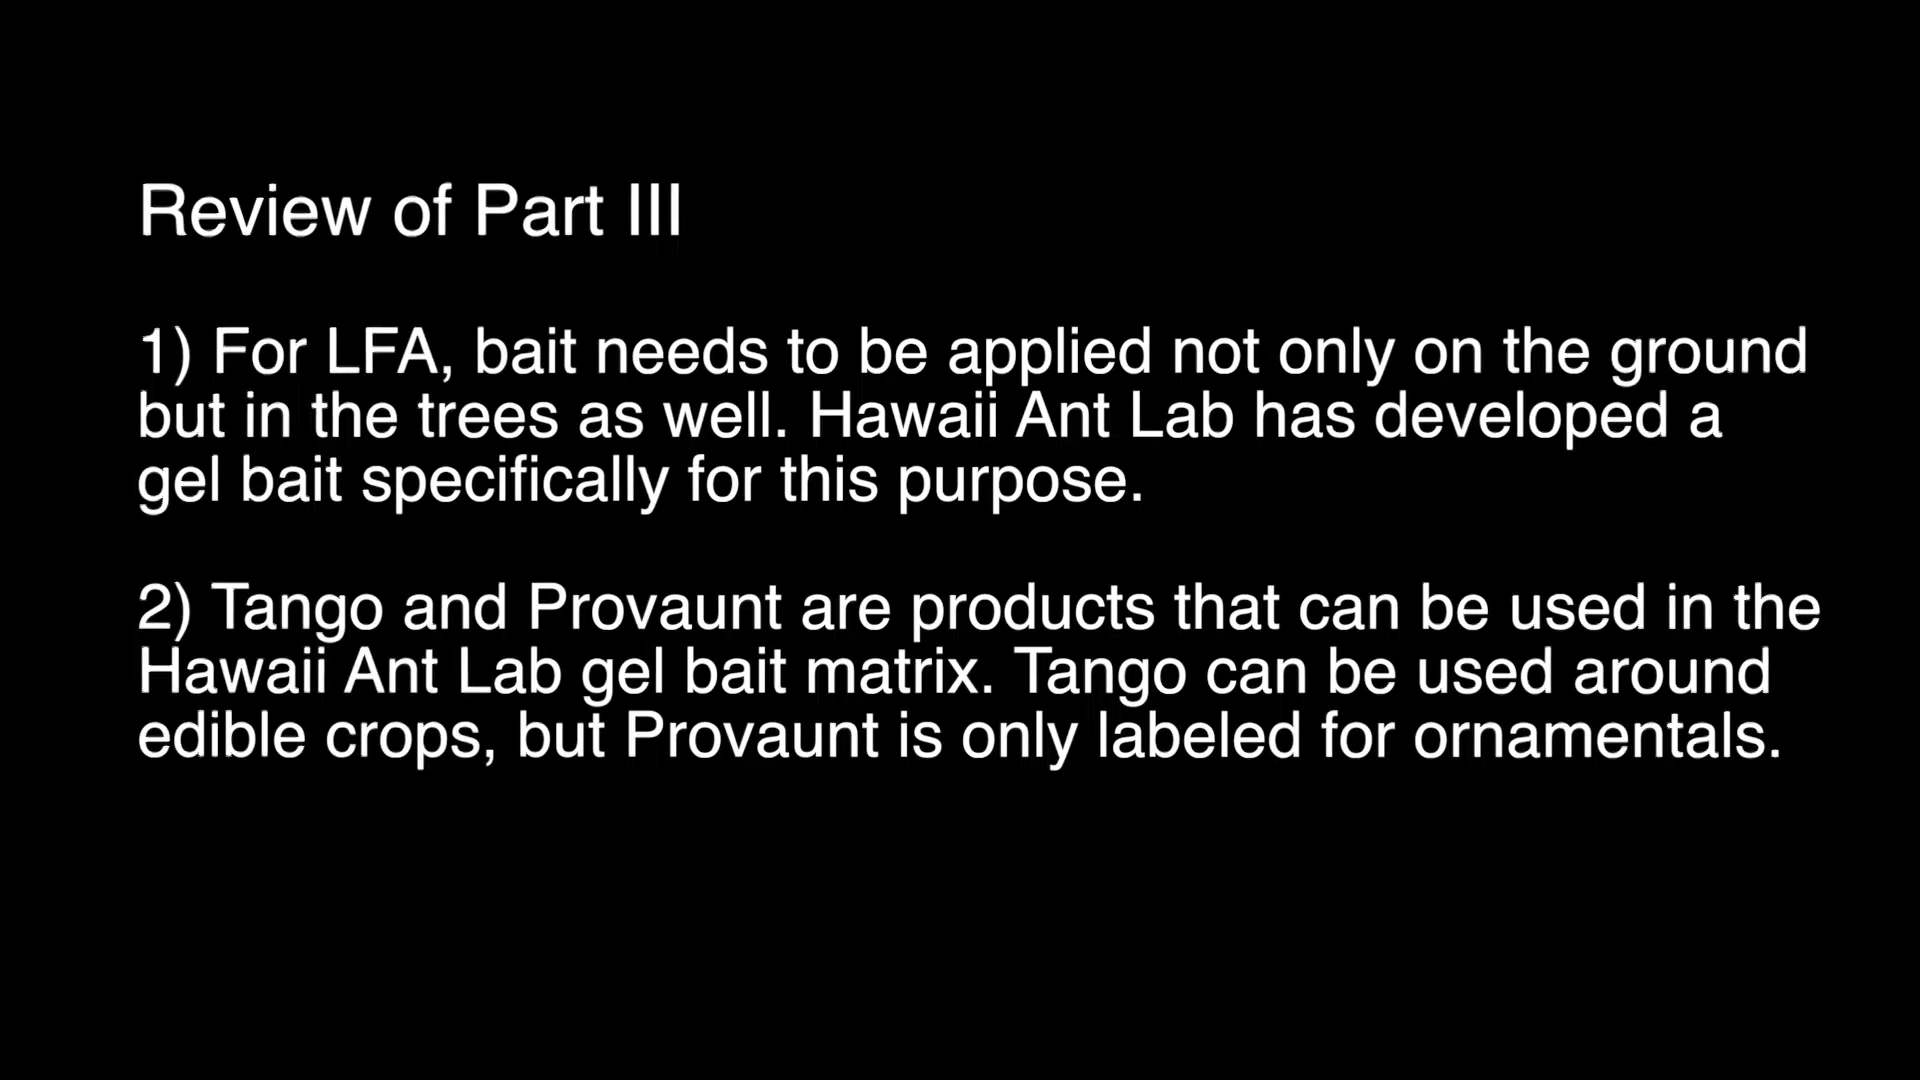 Review of Part III
1) For LFA, bait needs to be applied not only on the ground
but in the trees as well. Hawaii Ant Lab has developed a
gel bait specifically for this purpose.
2) Tango and Provaunt are products that can be used in the
Hawaii Ant Lab gel bait matrix. Tango can be used around
edible crops, but Provaunt is only labeled for ornamentals.